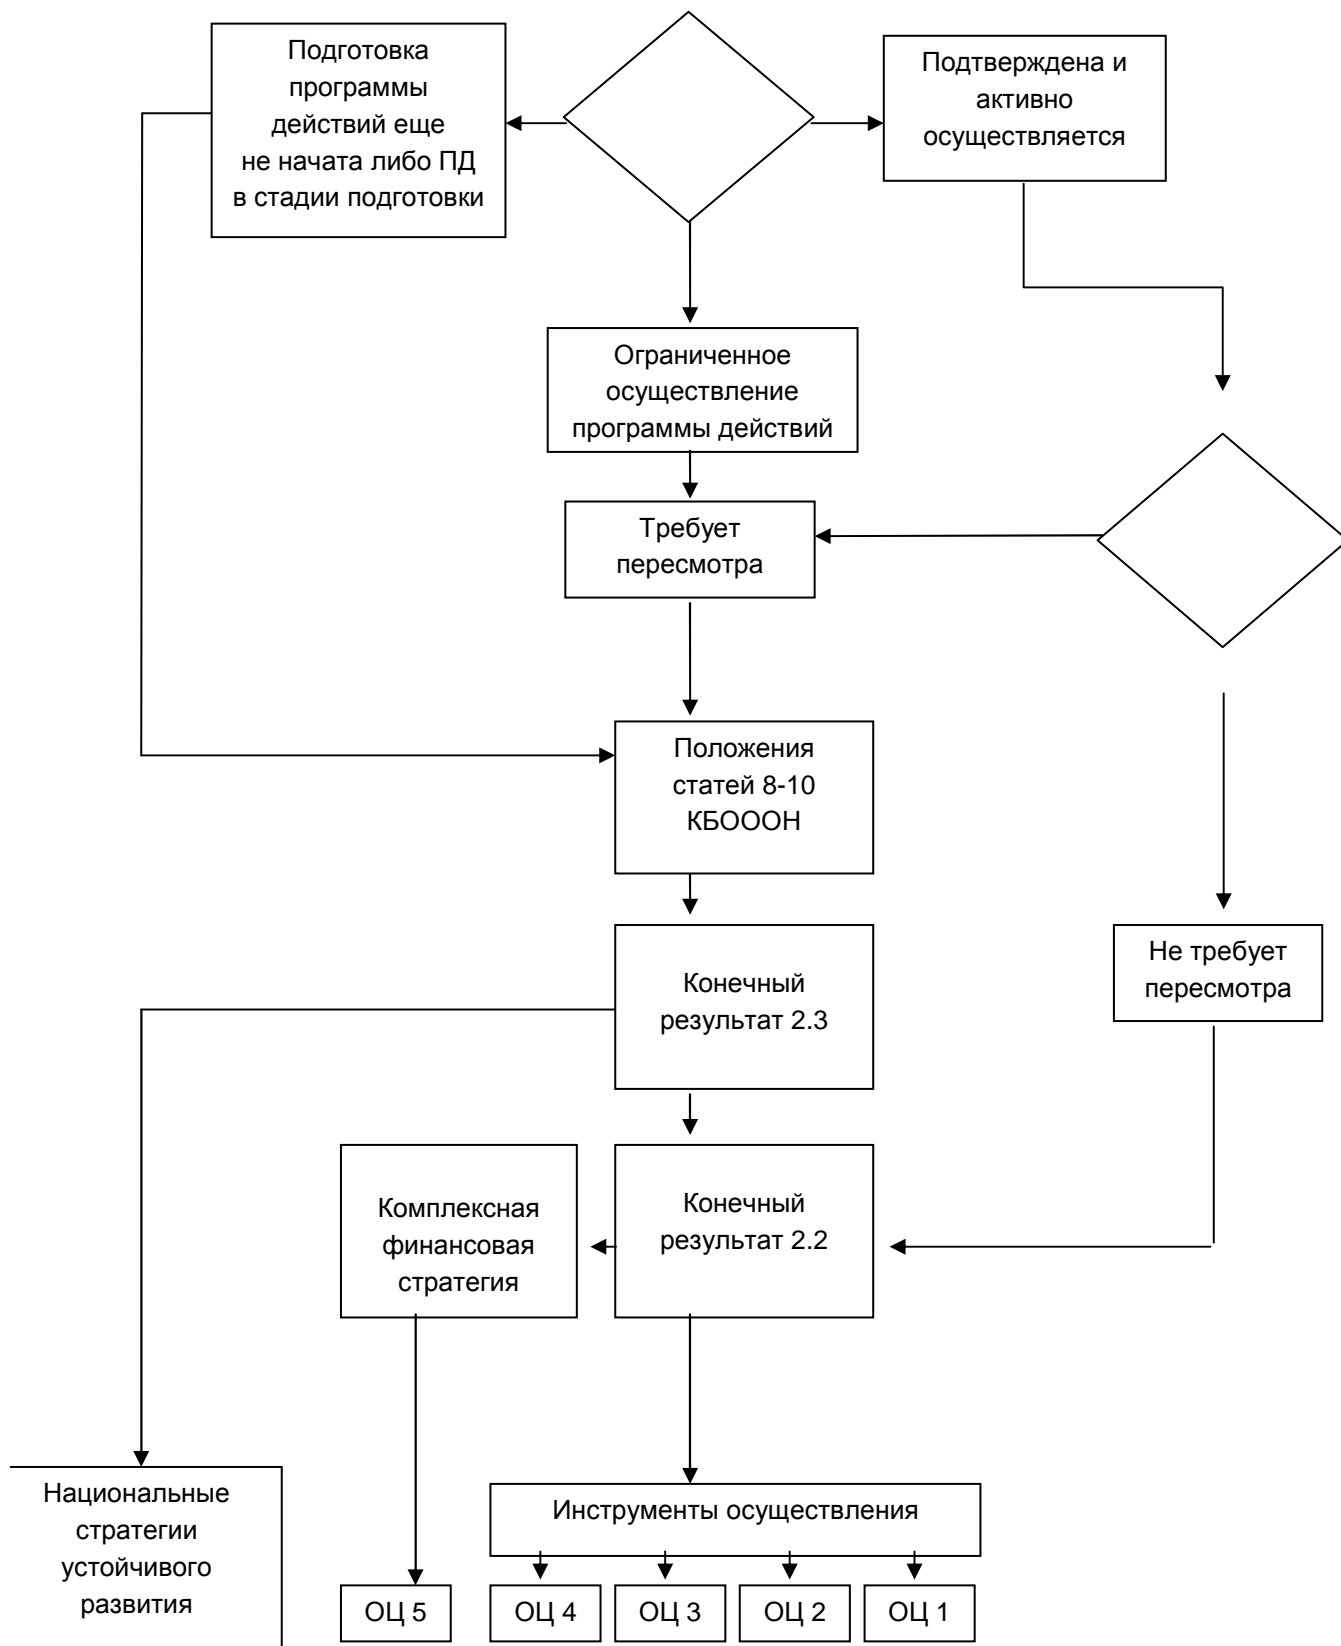 Подготовка
программы
действий еще
не начата либо ПД
в стадии подготовки
Подтверждена и
активно
осуществляется
Ограниченное
осуществление
программы действий
Требует
пересмотра
Положения
статей 8-10
КБОООН
Конечный
результат 2.3
Не требует
пересмотра
Комплексная
финансовая
стратегия
Конечный
результат 2.2
Национальные
стратегии
устойчивого
развития
Инструменты осуществления
ОЦ 5
ОЦ 4
ОЦ 3
ОЦ 2
ОЦ 1